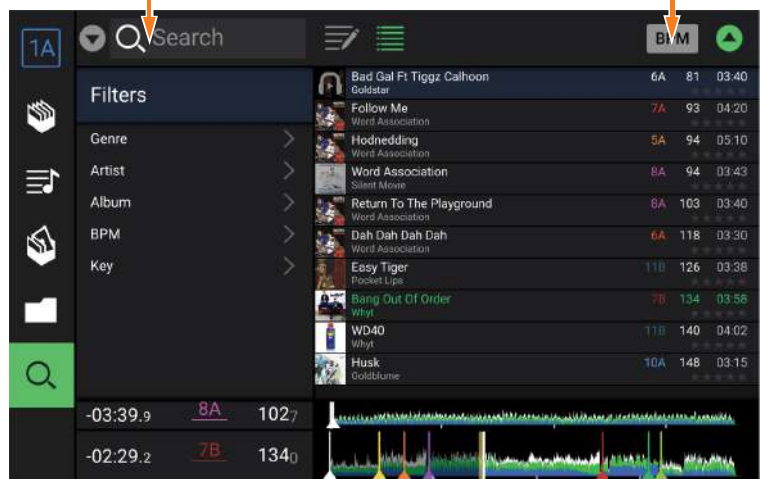 1A
Search
BPM
Filters
Genre
Artist
Album
BPM
Key
Bad Gal Ft Tiggz Calhoon 6A 81 03:40
Goldstar
Follow Me 7A 93 04:20
Word Association
Hodnedding 5A 94 05:10
Word Association
Word Association 8A 94 03:43
Silent Movie
Return To The Playground 8A 103 03:40
Word Association
Dah Dah Dah Dah 6A 118 03:30
Word Association
Easy Tiger 11B 126 03:38
Pocket Lips
Bang Out Of Order 7B 134 03:58
Whyt
WD40 11B 140 04:02
Whyt
Husk 10A 148 03:15
Goldblume
-03:39.9 8A 1027
-02:29.2 7B 1340